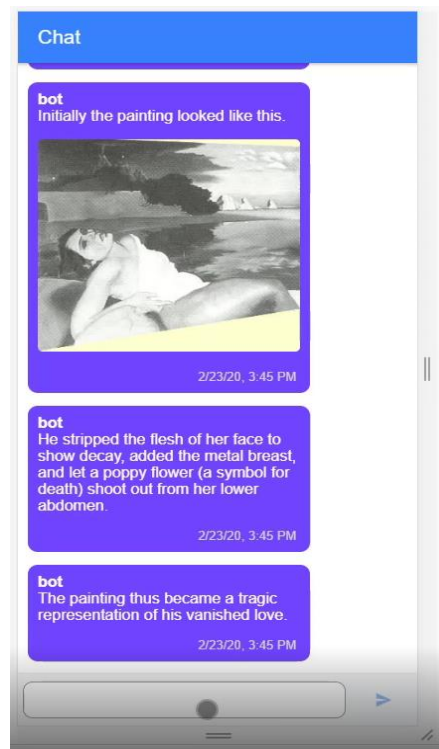 Chat
bot
Initially the painting looked like this.
2/23/20, 3:45 PM
bot
He stripped the flesh of her face to
show decay, added the metal breast,
and let a poppy flower (a symbol for
death) shoot out from her lower
abdomen.
2/23/20, 3:45 PM
bot
The painting thus became a tragic
representation of his vanished love.
2/23/20, 3:45 PM